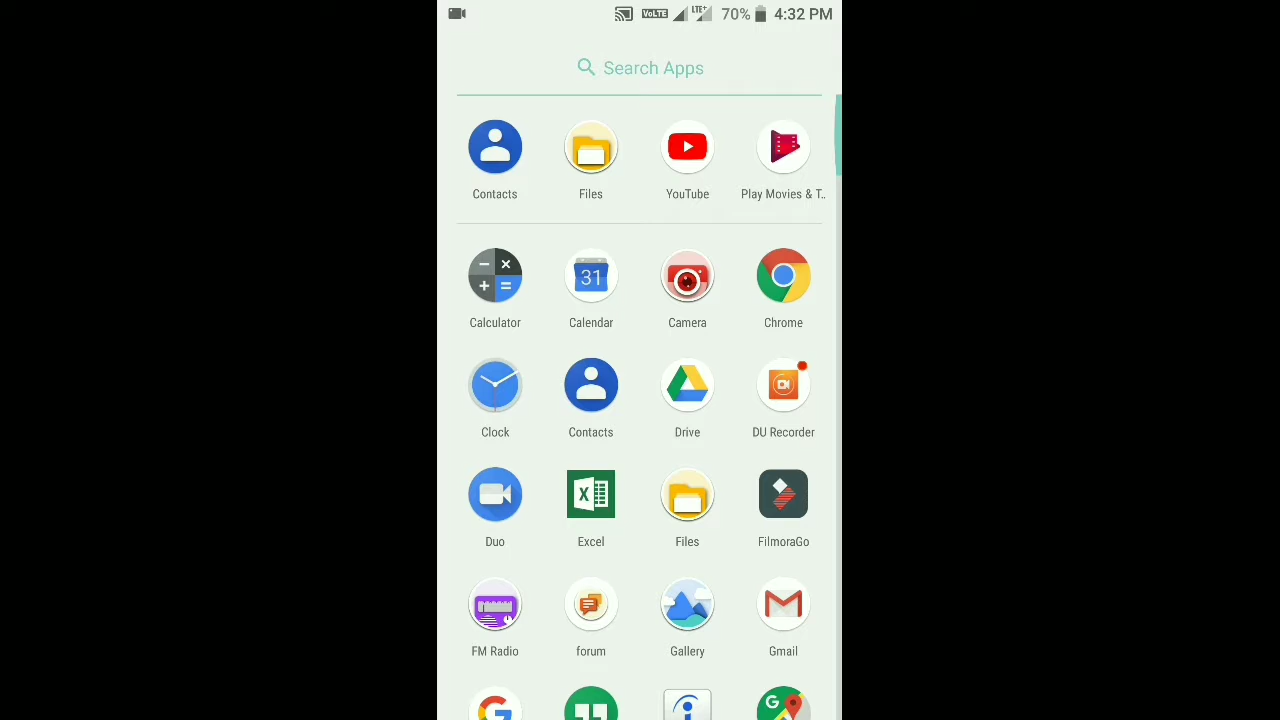 VoLTE LTE+ 70% 4:32 PM
Search Apps
Contacts Files YouTube Play Movies & T..
31
Calculator Calendar Camera Chrome
Clock Contacts Drive DU Recorder
X
Duo Excel Files FilmoraGo
FM Radio forum Gallery Gmail
G G